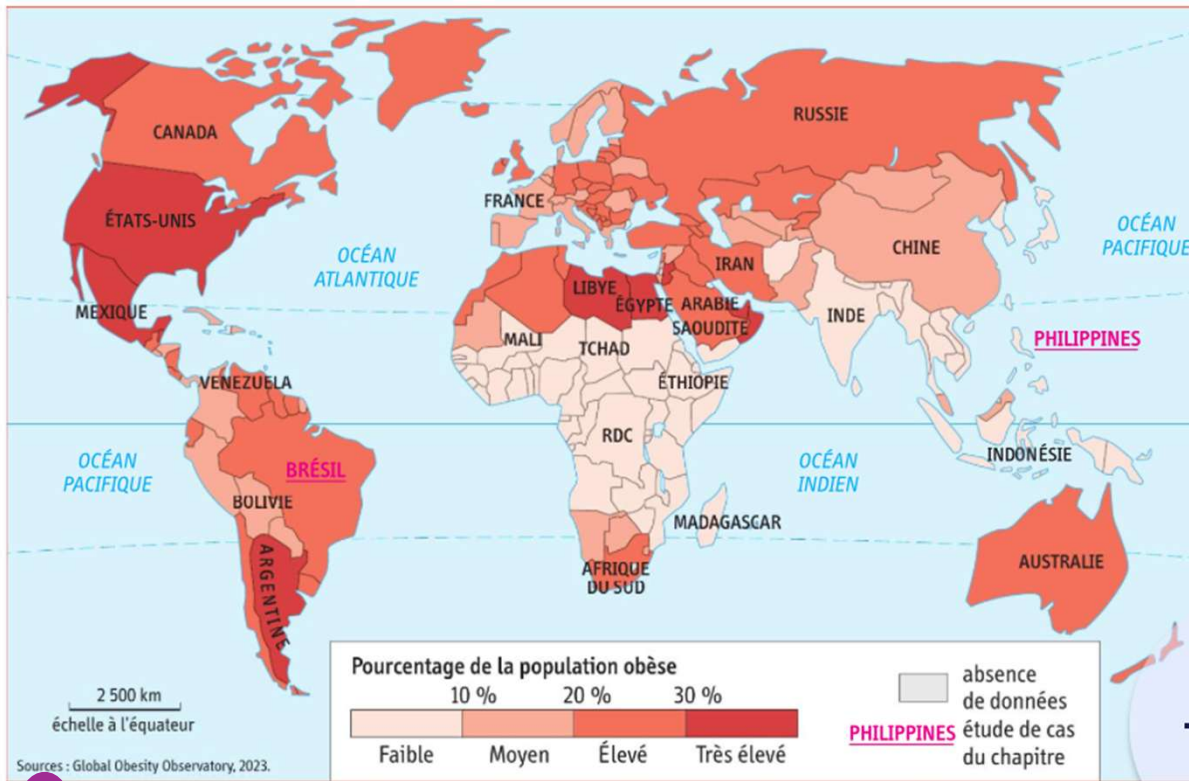 CANADA
RUSSIE
FRANCE
ÉTATS-UNIS
OCÉAN
ATLANTIQUE
CHINE
OCÉAN
PACIFIQUE
IRAN
LIBYE
ÉGYPTE
ARABIE
SAOUDITE
MEXIQUE
INDE
MALI
TCHAD
PHILIPPINES
VENEZUELA
ÉTHIOPIE
RDC
OCÉAN
PACIFIQUE
BRÉSIL
OCÉAN
INDIEN
INDONÉSIE
BOLIVIE
MADAGASCAR
ARGENTINE
AFRIQUE
DU SUD
AUSTRALIE
Pourcentage de la population obèse
10 % 20 % 30 %
Faible Moyen Élevé Très élevé
absence
de données
PHILIPPINES étude de cas
du chapitre
2 500 km
échelle à l'équateur
Sources : Global Obesity Observatory, 2023.